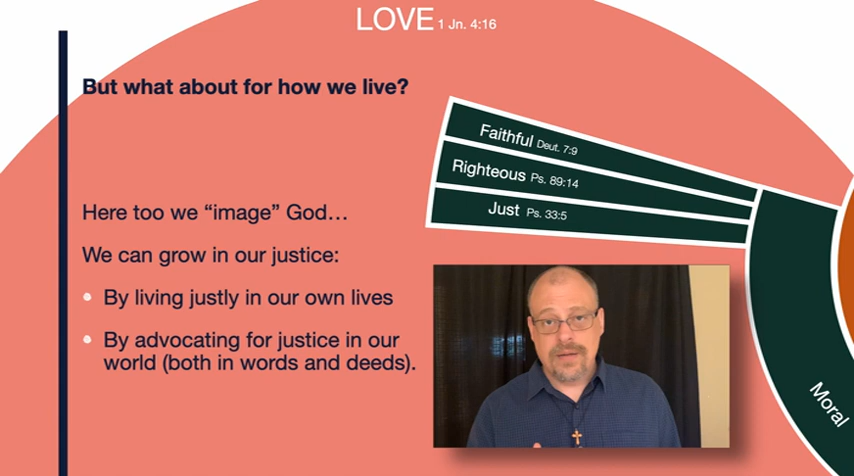 LOVE 1 Jn. 4:16
But what about for how we live?
Faithful Deut. 7:9
Righteous Ps. 89:14
Just Ps. 33:5
Here too we “image” God…
We can grow in our justice:
• By living justly in our own lives
• By advocating for justice in our
world (both in words and deeds).
Moral